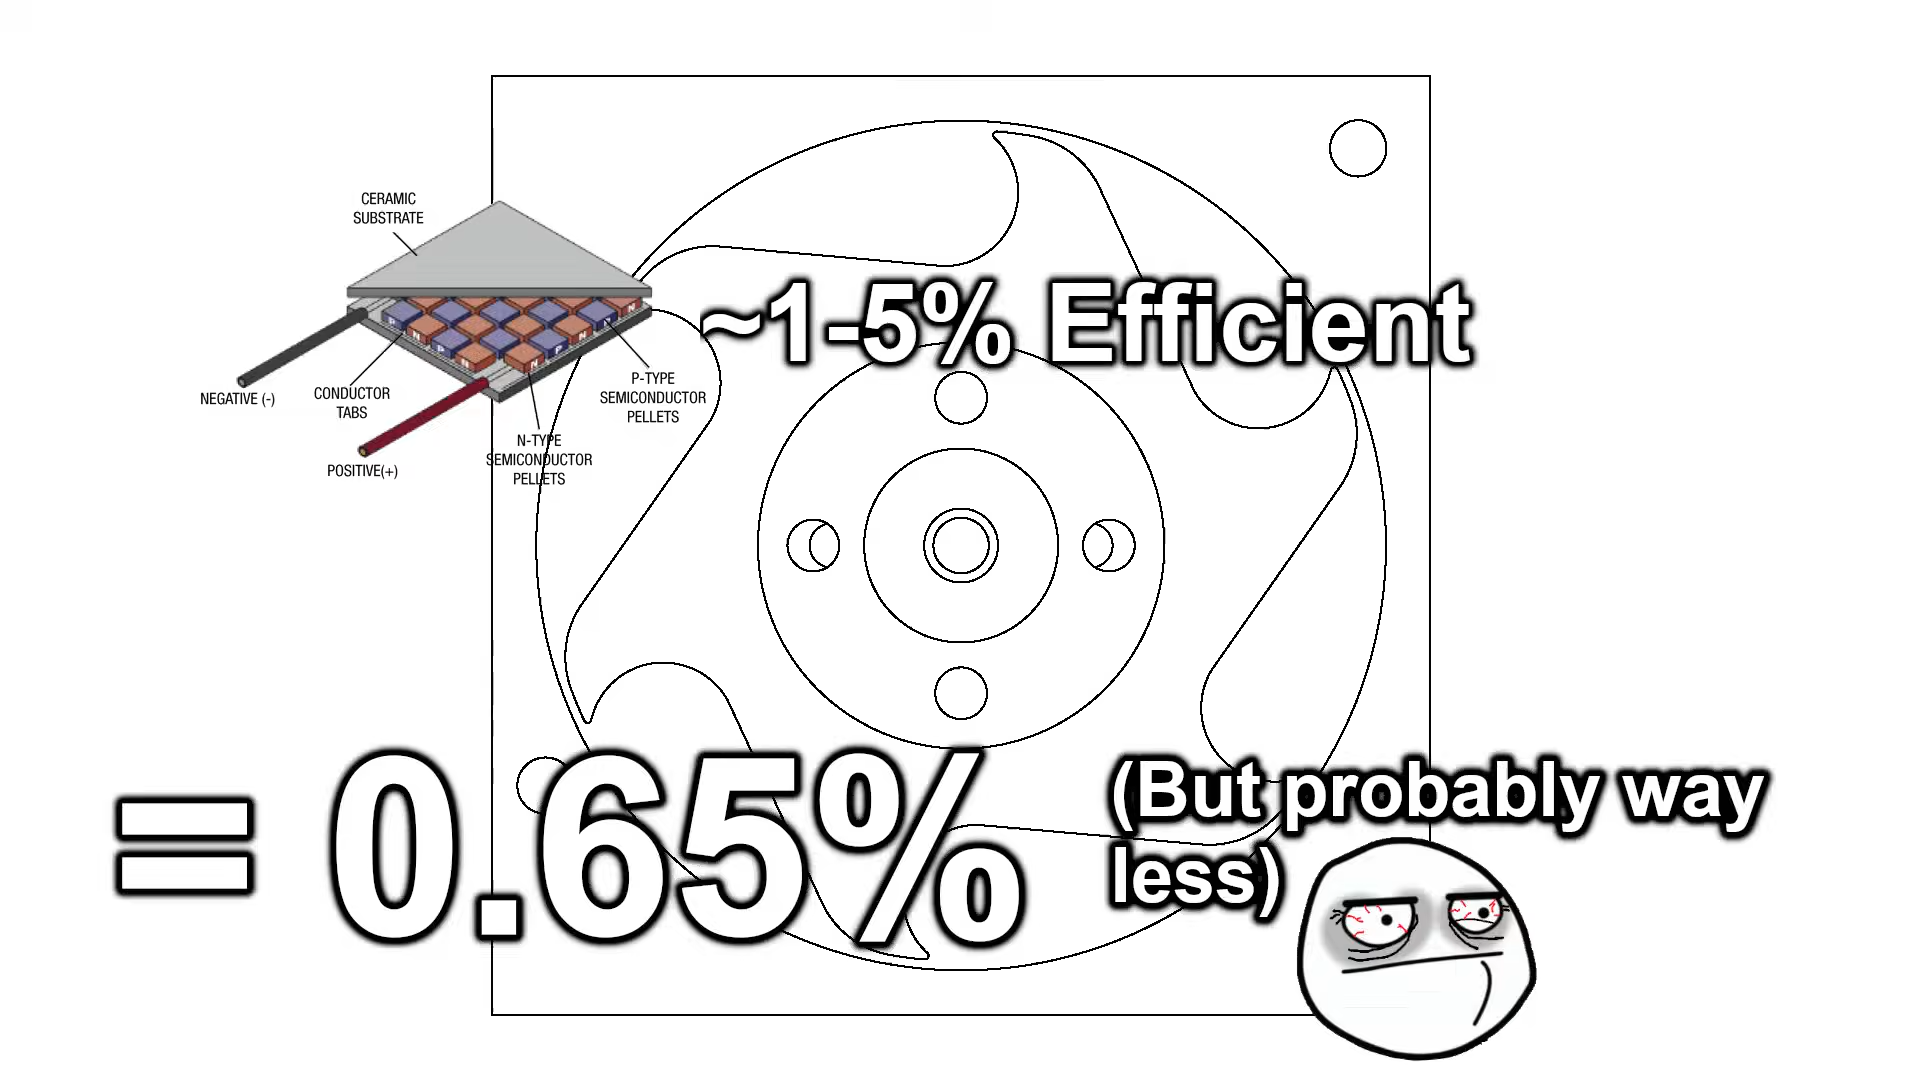 CERAMIC
SUBSTRATE
~1-5% Efficient
NEGATIVE (-)
CONDUCTOR
TABS
P-TYPE
SEMICONDUCTOR
PELLETS
N-TYPE
SEMICONDUCTOR
PELLETS
POSITIVE(+)
= 0.65%
(But probably way
less)